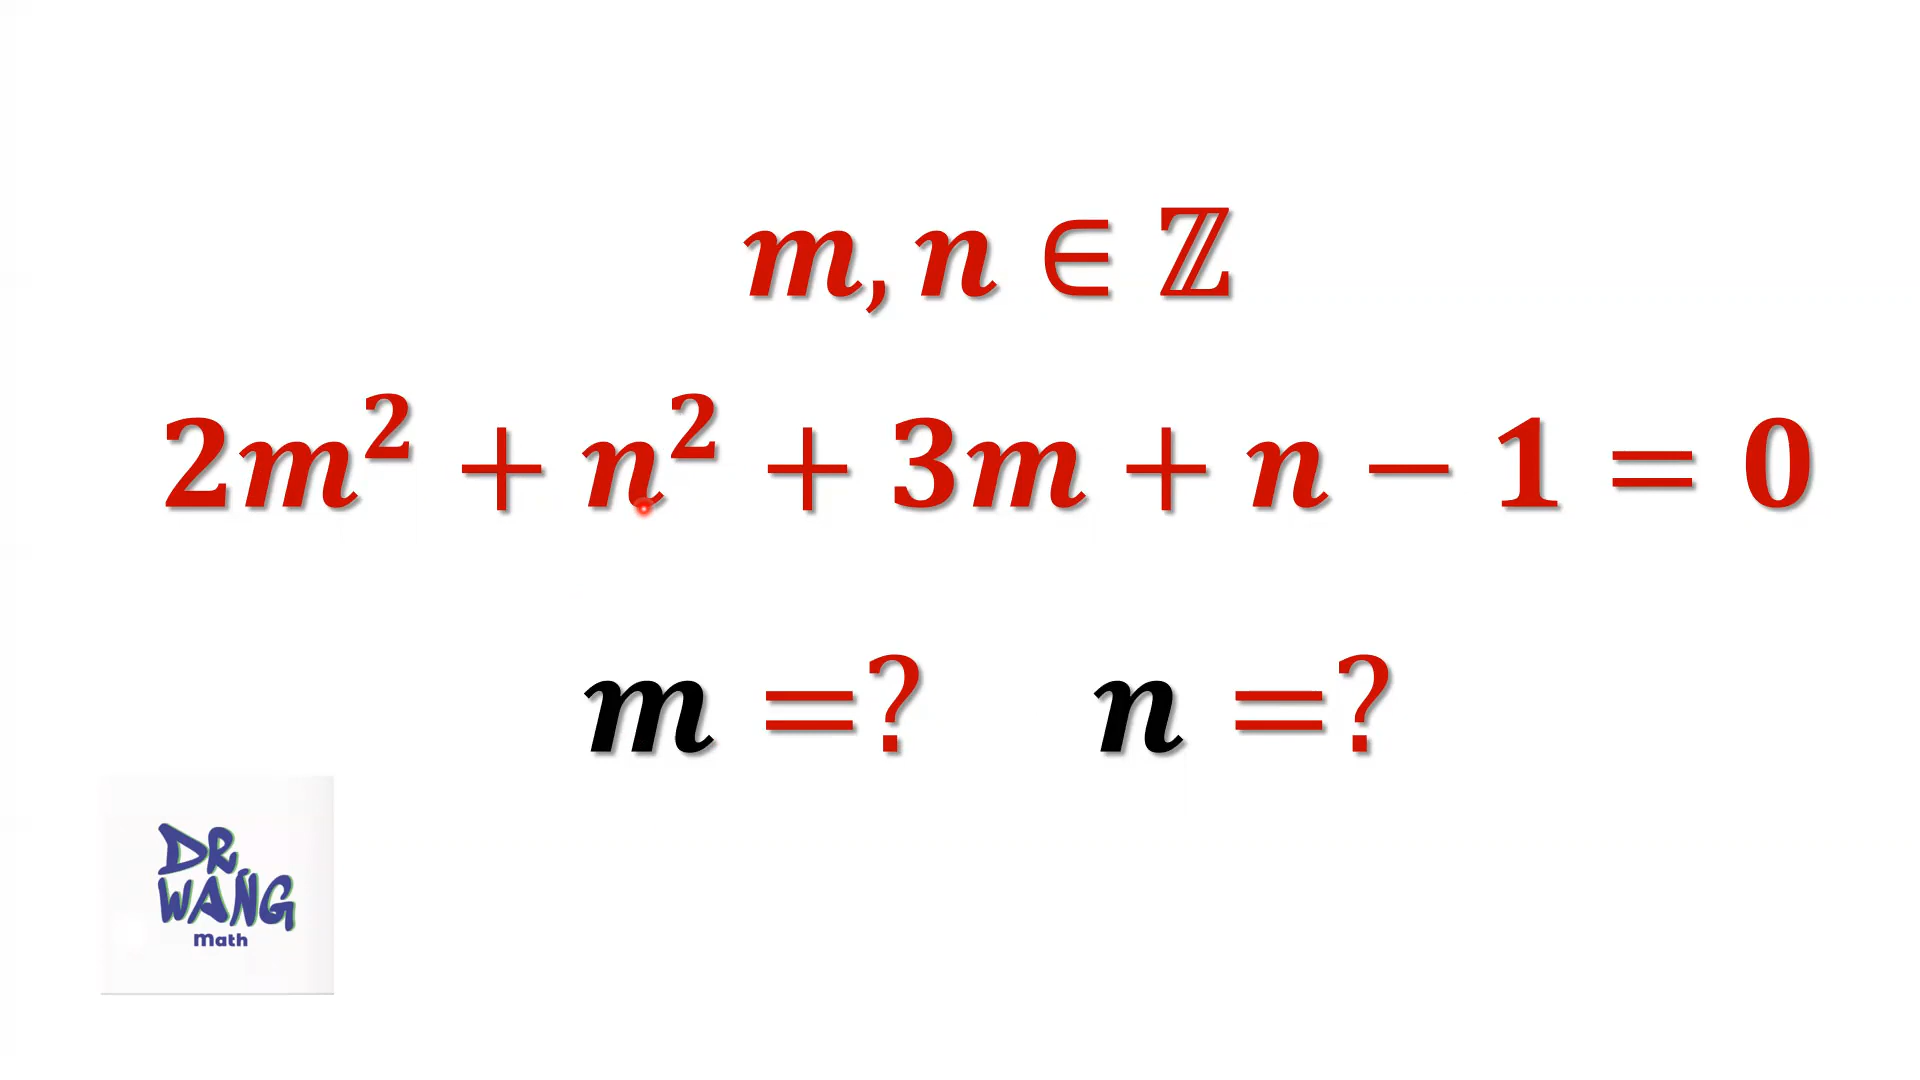 m, n ∈ ℤ
2m² + n² + 3m + n − 1 = 0
m =? n =?
DR
WANG
math